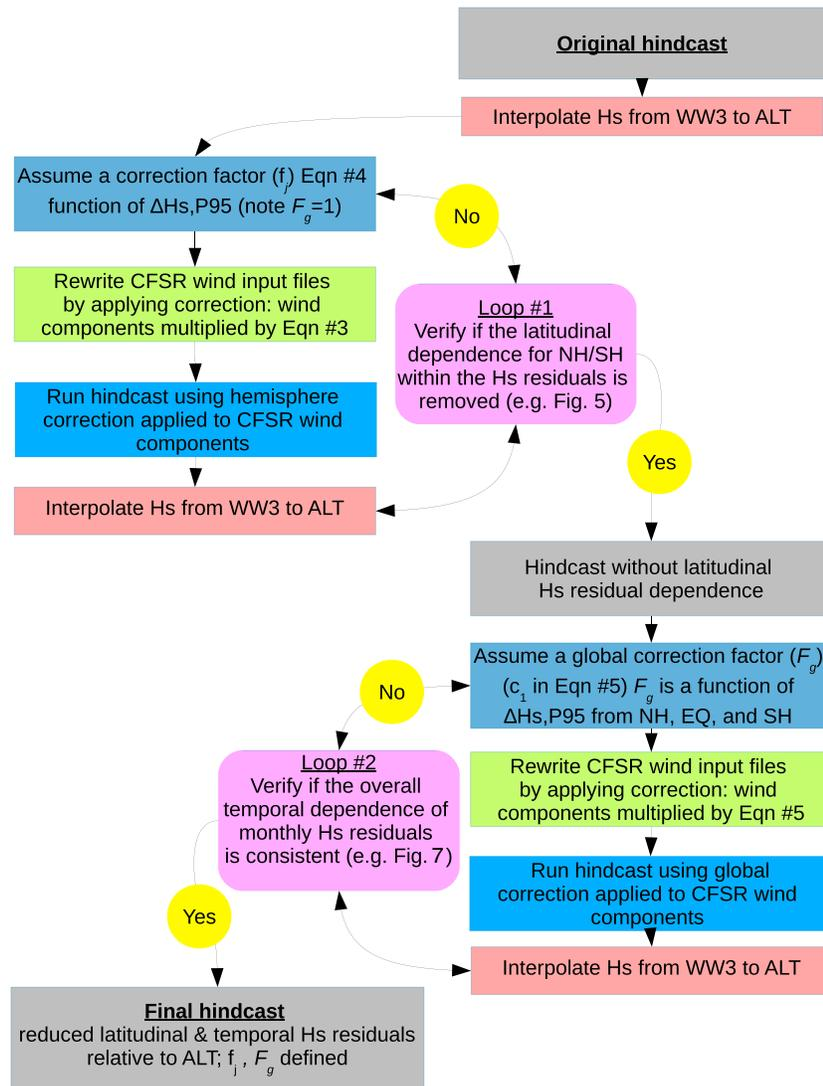 Original hindcast
Interpolate Hs from WW3 to ALT
Assume a correction factor (fj) Eqn #4
function of ΔHs,P95 (note Fg=1)
No
Rewrite CFSR wind input files
by applying correction: wind
components multiplied by Eqn #3
Loop #1
Verify if the latitudinal
dependence for NH/SH
within the Hs residuals is
removed (e.g. Fig. 5)
Run hindcast using hemisphere
correction applied to CFSR wind
components
Yes
Interpolate Hs from WW3 to ALT
Hindcast without latitudinal
Hs residual dependence
Assume a global correction factor (Fg)
(c1 in Eqn #5) Fg is a function of
ΔHs,P95 from NH, EQ, and SH
No
Loop #2
Verify if the overall
temporal dependence of
monthly Hs residuals
is consistent (e.g. Fig. 7)
Rewrite CFSR wind input files
by applying correction: wind
components multiplied by Eqn #5
Run hindcast using global
correction applied to CFSR wind
components
Yes
Interpolate Hs from WW3 to ALT
Final hindcast
reduced latitudinal & temporal Hs residuals
relative to ALT; fj , Fg defined